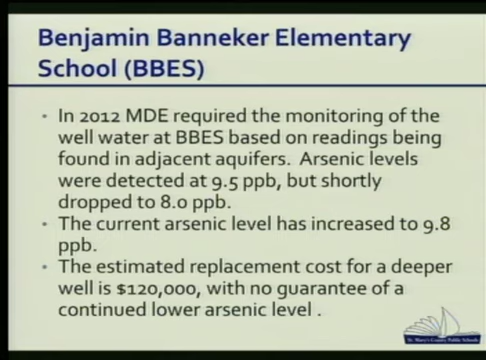 Benjamin Banneker Elementary
School (BBES)
• In 2012 MDE required the monitoring of the
well water at BBES based on readings being
found in adjacent aquifers. Arsenic levels
were detected at 9.5 ppb, but shortly
dropped to 8.0 ppb.
• The current arsenic level has increased to 9.8
ppb.
• The estimated replacement cost for a deeper
well is $120,000, with no guarantee of a
continued lower arsenic level .
St. Mary's County Public Schools